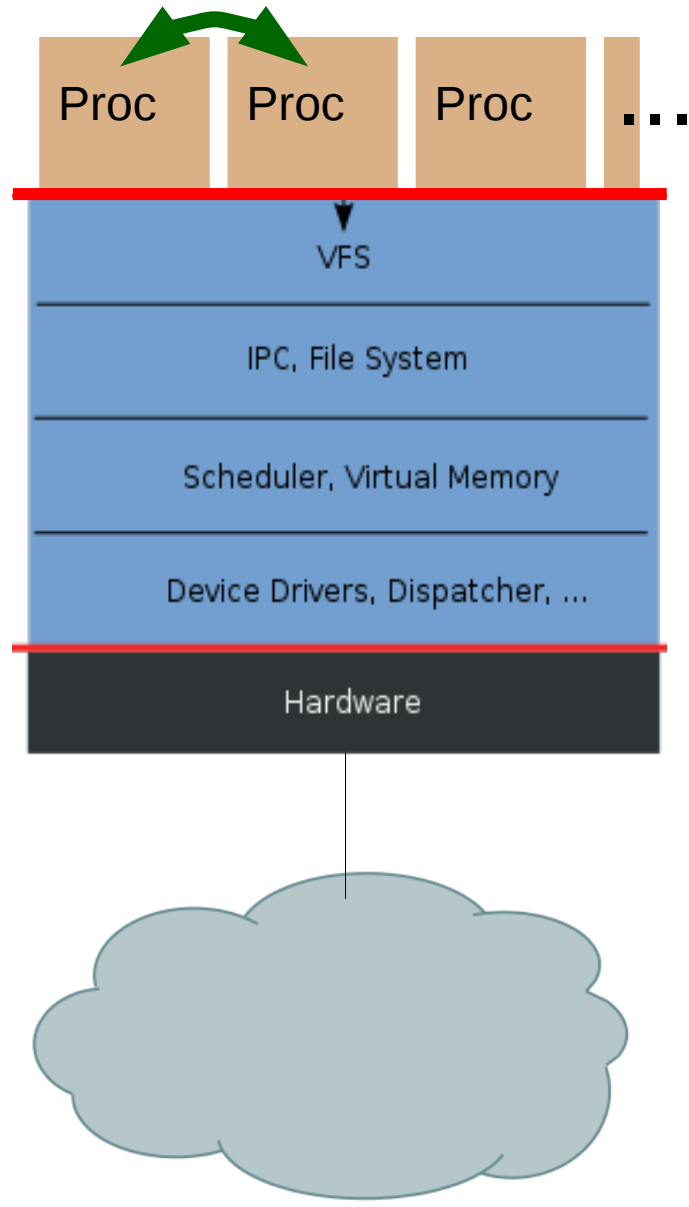 Proc Proc Proc ...
VFS
IPC, File System
Scheduler, Virtual Memory
Device Drivers, Dispatcher, ...
Hardware